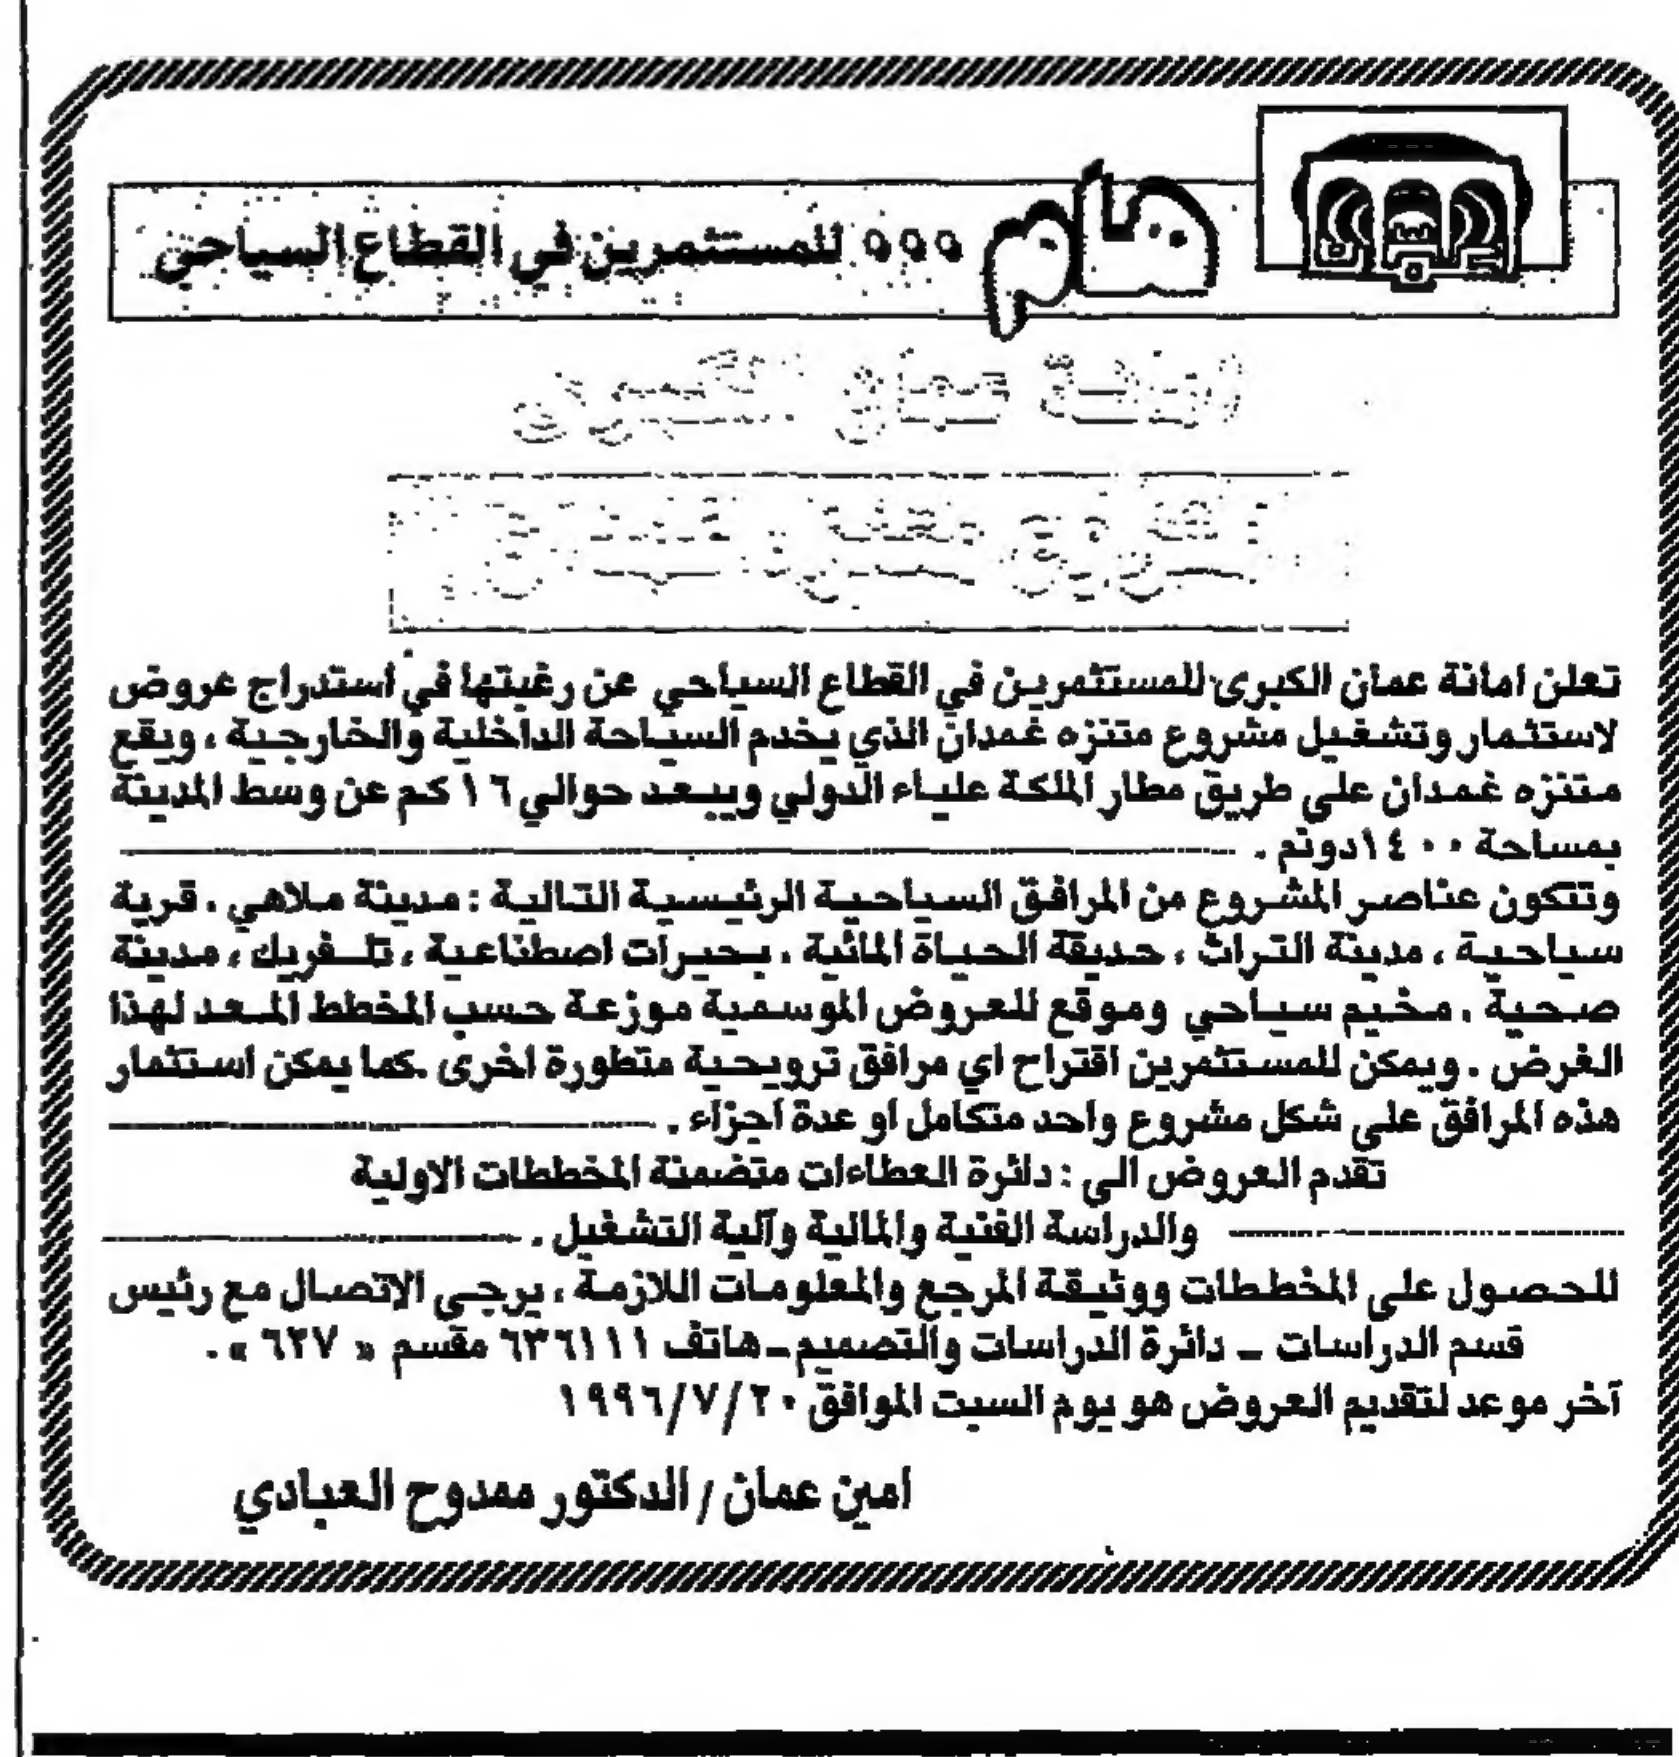 هام ٥٥٥ للمستثمرين في القطاع السياحي
امانة عمان الكبرى
مشروع متنزه غمدان
تعلن امانة عمان الكبرى للمستثمرين في القطاع السياحي عن رغبتها في استدراج عروض
لاستثمار وتشغيل مشروع متنزه غمدان الذي يخدم السياحة الداخلية والخارجية ، ويقع
متنزه غمدان على طريق مطار الملكة علياء الدولي ويبعد حوالي ١٦ كم عن وسط المدينة
بمساحة ١٤٠٠ دونم .
وتتكون عناصر المشروع من المرافق السياحية الرئيسية التالية : مدينة ملاهي ، قرية
سياحية ، مدينة التراث ، حديقة الحياة المائية ، بحيرات اصطناعية ، تلفريك ، مدينة
صحية ، مخيم سياحي وموقع للعروض الموسمية موزعة حسب المخطط المعد لهذا
الغرض . ويمكن للمستثمرين اقتراح اي مرافق ترويحية متطورة اخرى .كما يمكن استثمار
هذه المرافق على شكل مشروع واحد متكامل او عدة اجزاء .
تقدم العروض الى : دائرة العطاءات متضمنة المخططات الاولية
والدراسة الفنية والمالية وآلية التشغيل .
للحصول على المخططات ووثيقة المرجع والمعلومات اللازمة ، يرجى الاتصال مع رئيس
قسم الدراسات - دائرة الدراسات والتصميم - هاتف ٦٣٦١١١ مقسم « ٦٢٧ » .
آخر موعد لتقديم العروض هو يوم السبت الموافق ١٩٩٦/٧/٢٠
امين عمان / الدكتور ممدوح العبادي